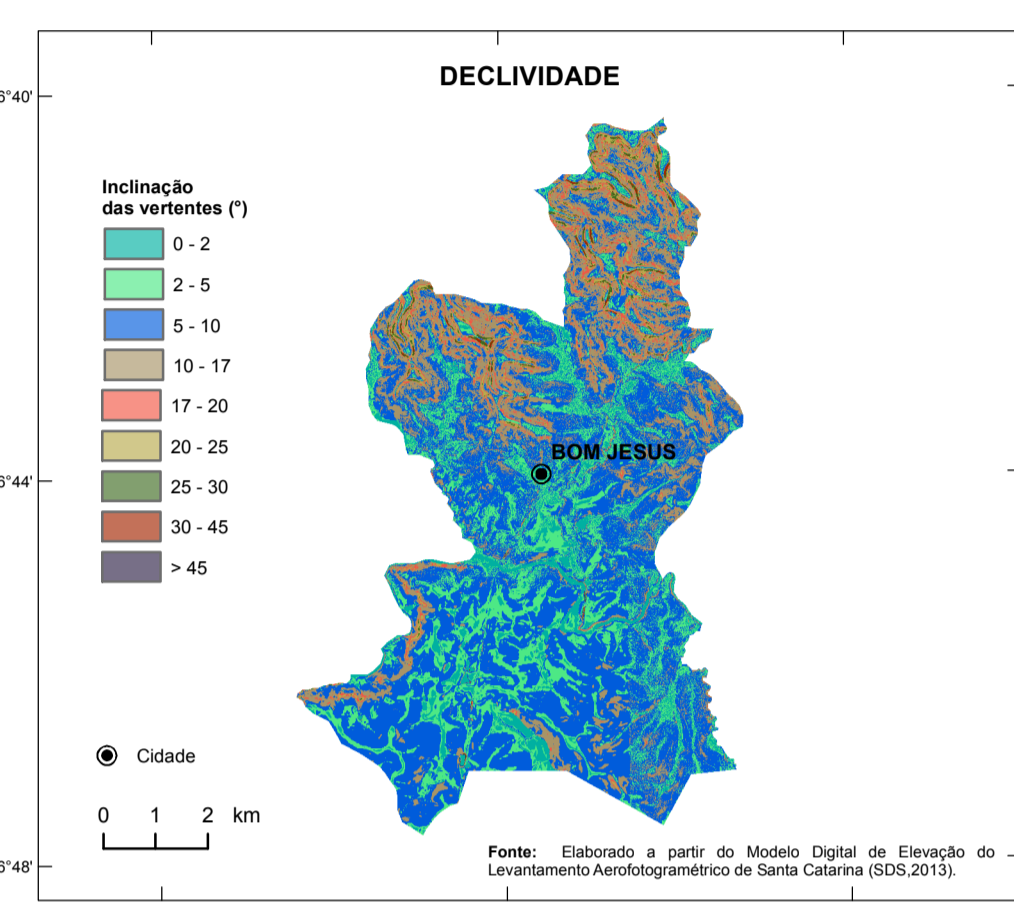 DECLIVIDADE
6°40'
Inclinação
das vertentes (°)
0 - 2
2 - 5
5 - 10
10 - 17
17 - 20
20 - 25
25 - 30
30 - 45
> 45
BOM JESUS
6°44'
Cidade
0 1 2 km
Fonte: Elaborado a partir do Modelo Digital de Elevação do
Levantamento Aerofotogramétrico de Santa Catarina (SDS,2013).
6°48'